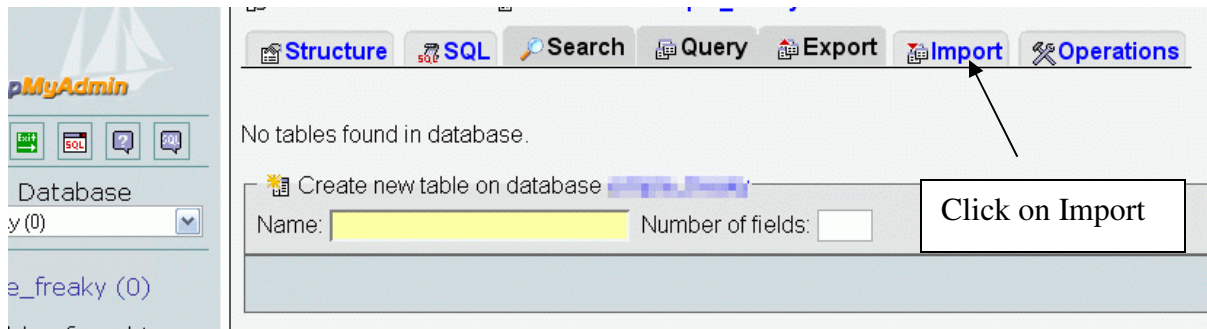 Structure SQL Search Query Export Import Operations
pMyAdmin
No tables found in database.
Database
y (0)
Create new table on database
Name: Number of fields:
Click on Import
e_freaky (0)